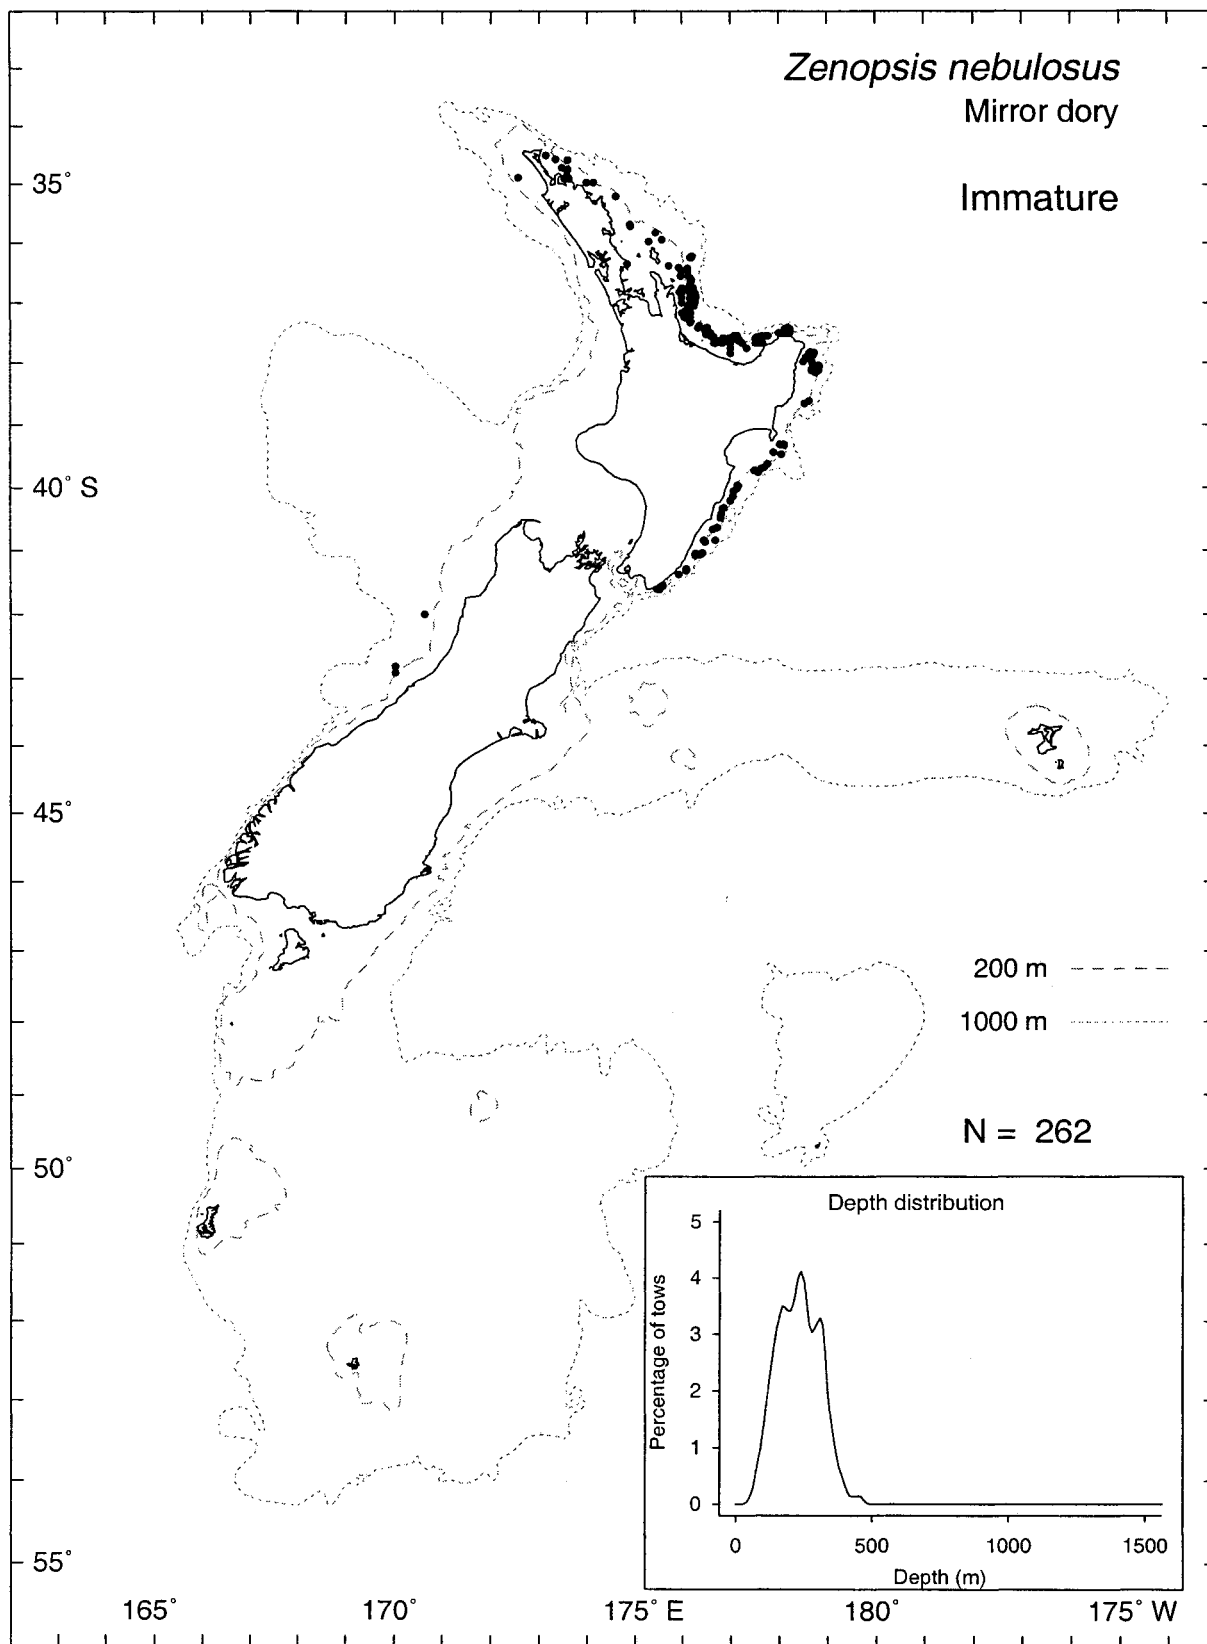 Zenopsis nebulosus
Mirror dory
Immature
35°
40° S
45°
50°
55°
200 m
1000 m
N = 262
Depth distribution
5
4
3
2
1
0
Percentage of tows
0 500 1000 1500
Depth (m)
165° 170° 175° E 180° 175° W